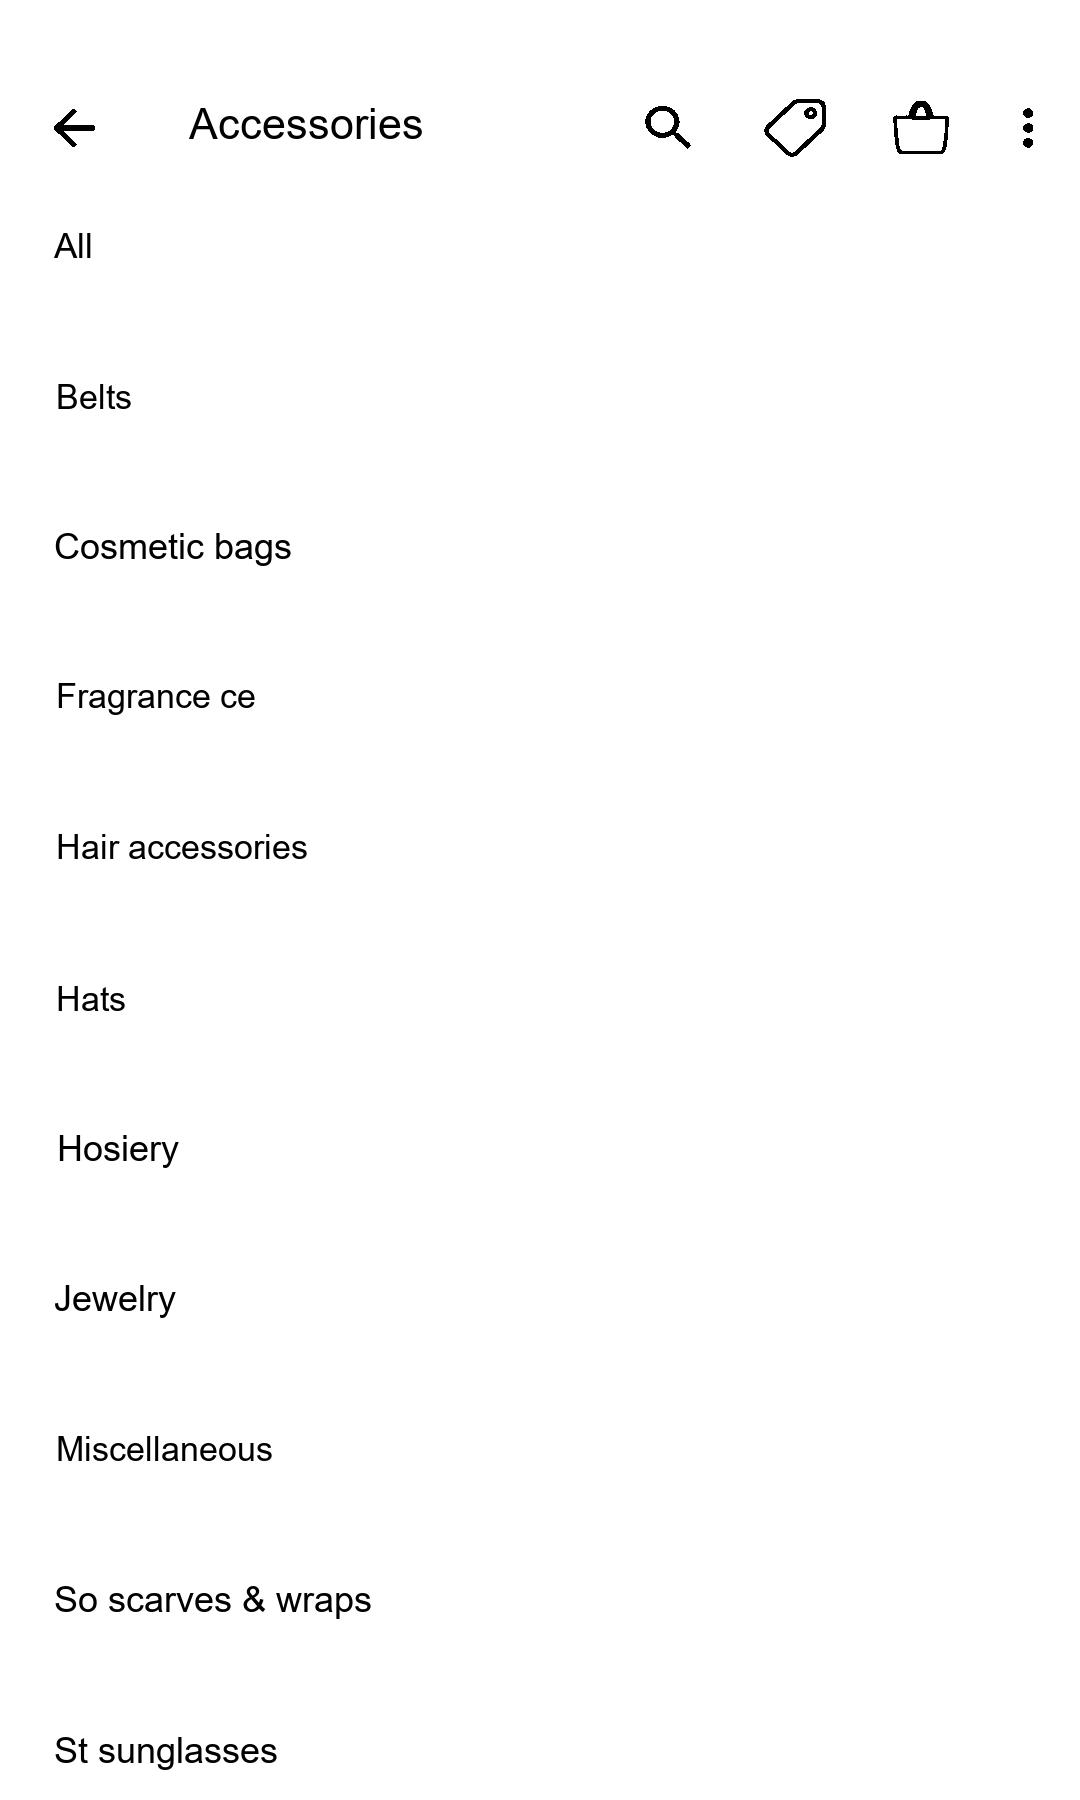 Accessories
All
Belts
Cosmetic bags
Fragrance ce
Hair accessories
Hats
Hosiery
Jewelry
Miscellaneous
So scarves & wraps
St sunglasses